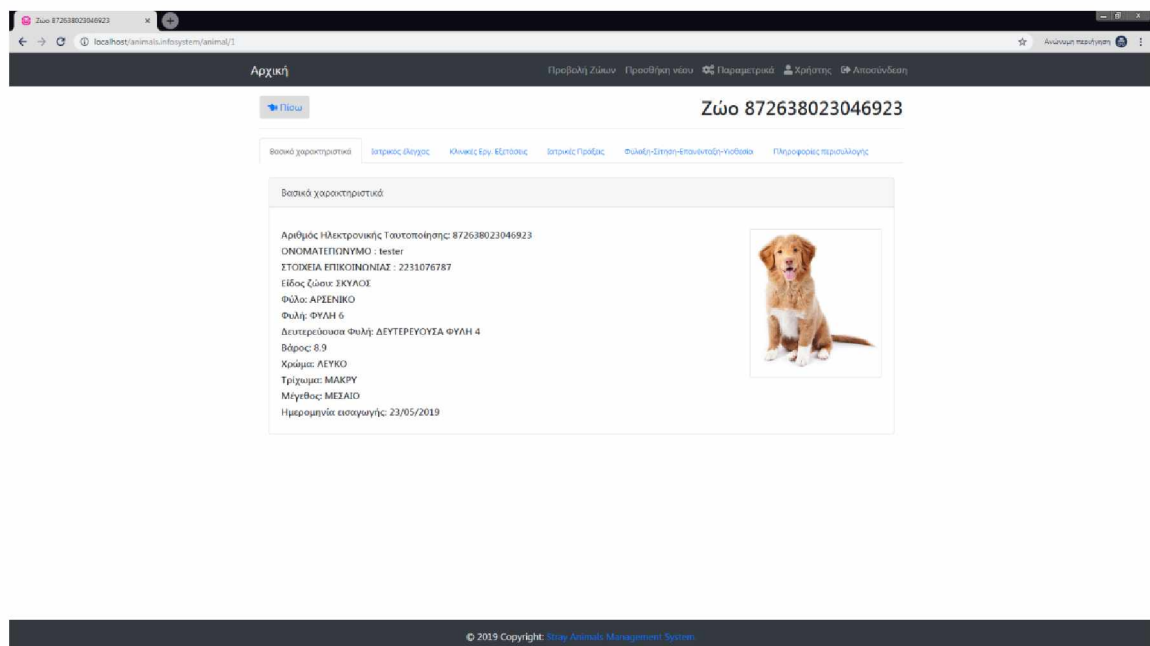 Ζώο 872638023046923
localhost/animals.infosystem/animal/1
Ανώνυμη περιήγηση
Αρχική
Προβολή Ζώων Προσθήκη νέου Παραμετρικά Χρήστης Αποσύνδεση
Πίσω
Ζώο 872638023046923
Βασικά χαρακτηριστικά Ιατρικός έλεγχος Κλινικές Εργ. Εξετάσεις Ιατρικές Πράξεις Φύλαξη-Σίτηση-Επανένταξη-Υιοθεσία Πληροφορίες περισυλλογής
Βασικά χαρακτηριστικά
Αριθμός Ηλεκτρονικής Ταυτοποίησης: 872638023046923
ΟΝΟΜΑΤΕΠΩΝΥΜΟ : tester
ΣΤΟΙΧΕΙΑ ΕΠΙΚΟΙΝΩΝΙΑΣ : 2231076787
Είδος ζώου: ΣΚΥΛΟΣ
Φύλο: ΑΡΣΕΝΙΚΟ
Φυλή: ΦΥΛΗ 6
Δευτερεύουσα Φυλή: ΔΕΥΤΕΡΕΥΟΥΣΑ ΦΥΛΗ 4
Βάρος: 8.9
Χρώμα: ΛΕΥΚΟ
Τρίχωμα: ΜΑΚΡΥ
Μέγεθος: ΜΕΣΑΙΟ
Ημερομηνία εισαγωγής: 23/05/2019
© 2019 Copyright: Stray Animals Management System